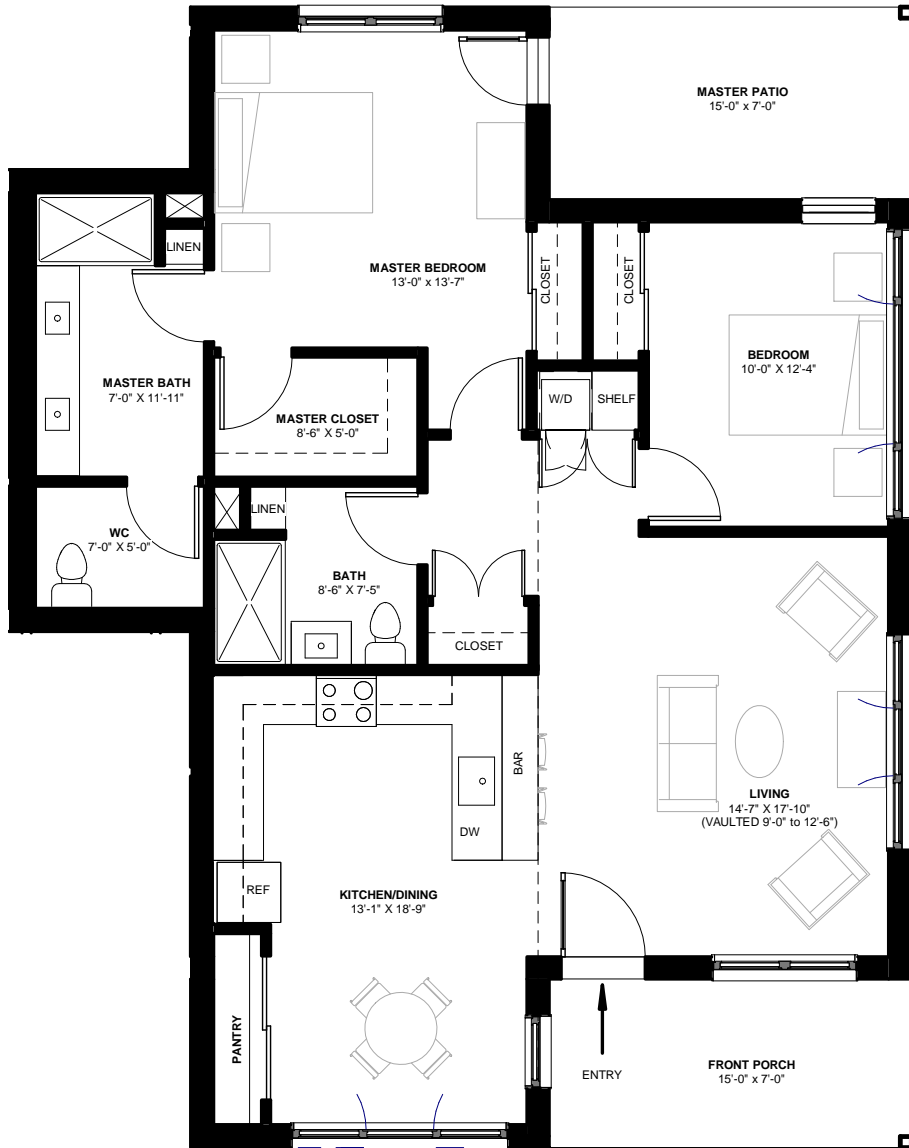 MASTER PATIO
15'-0" x 7'-0"
LINEN
MASTER BEDROOM
13'-0" x 13'-7"
CLOSET
CLOSET
BEDROOM
10'-0" X 12'-4"
MASTER BATH
7'-0" X 11'-11"
W/D
SHELF
MASTER CLOSET
8'-6" X 5'-0"
LINEN
WC
7'-0" X 5'-0"
BATH
8'-6" X 7'-5"
CLOSET
BAR
LIVING
14'-7" X 17'-10"
(VAULTED 9'-0" to 12'-6")
DW
REF
KITCHEN/DINING
13'-1" X 18'-9"
PANTRY
ENTRY
FRONT PORCH
15'-0" x 7'-0"